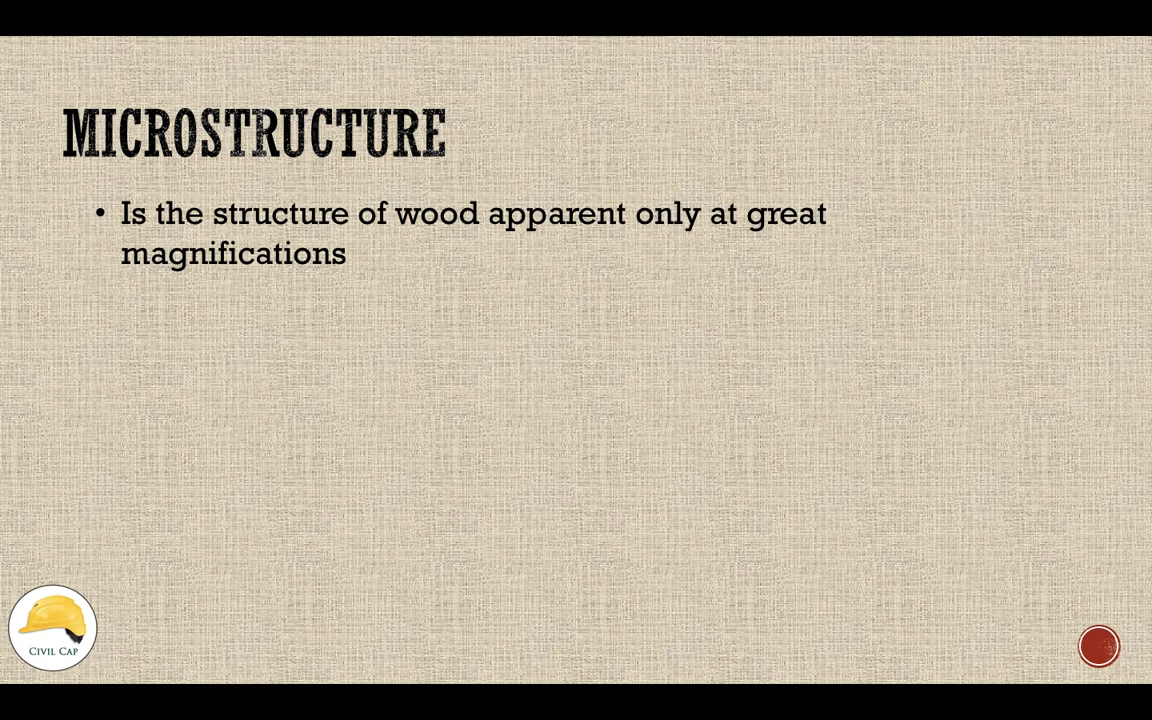 MICROSTRUCTURE
• Is the structure of wood apparent only at great
magnifications
CIVIL CAP